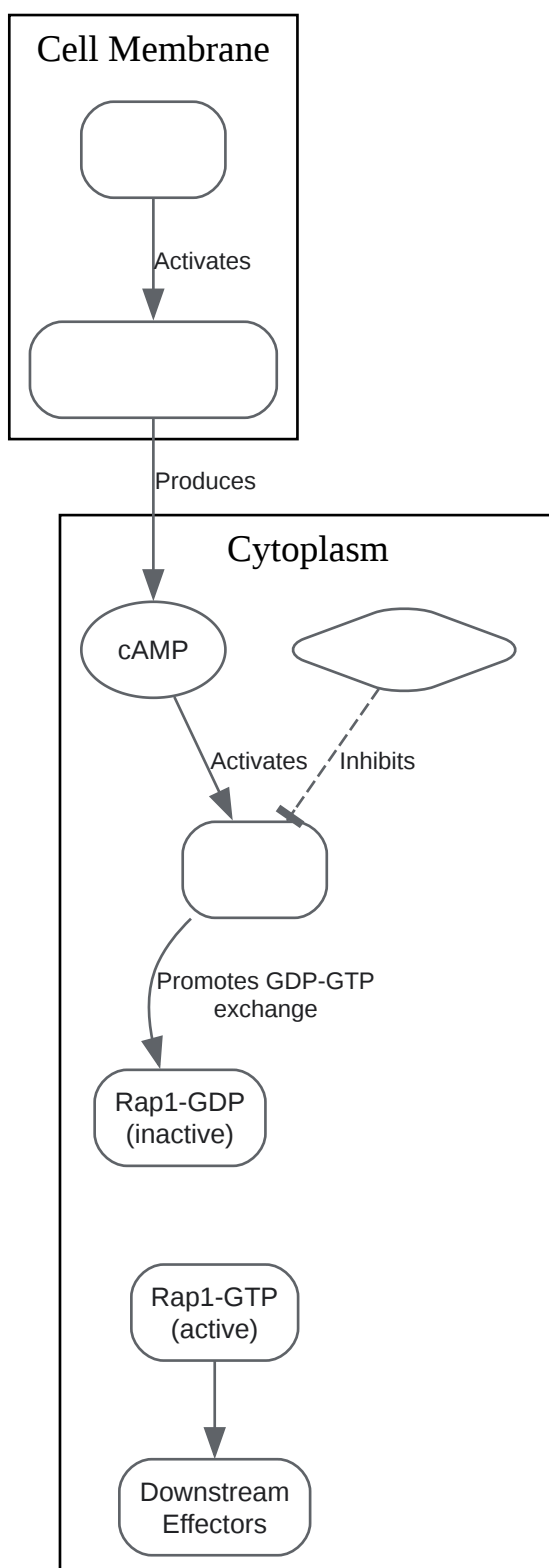 Cell Membrane
Activates
Produces
Cytoplasm
cAMP
Activates
Inhibits
Promotes GDP-GTP
exchange
Rap1-GDP
(inactive)
Rap1-GTP
(active)
Downstream
Effectors